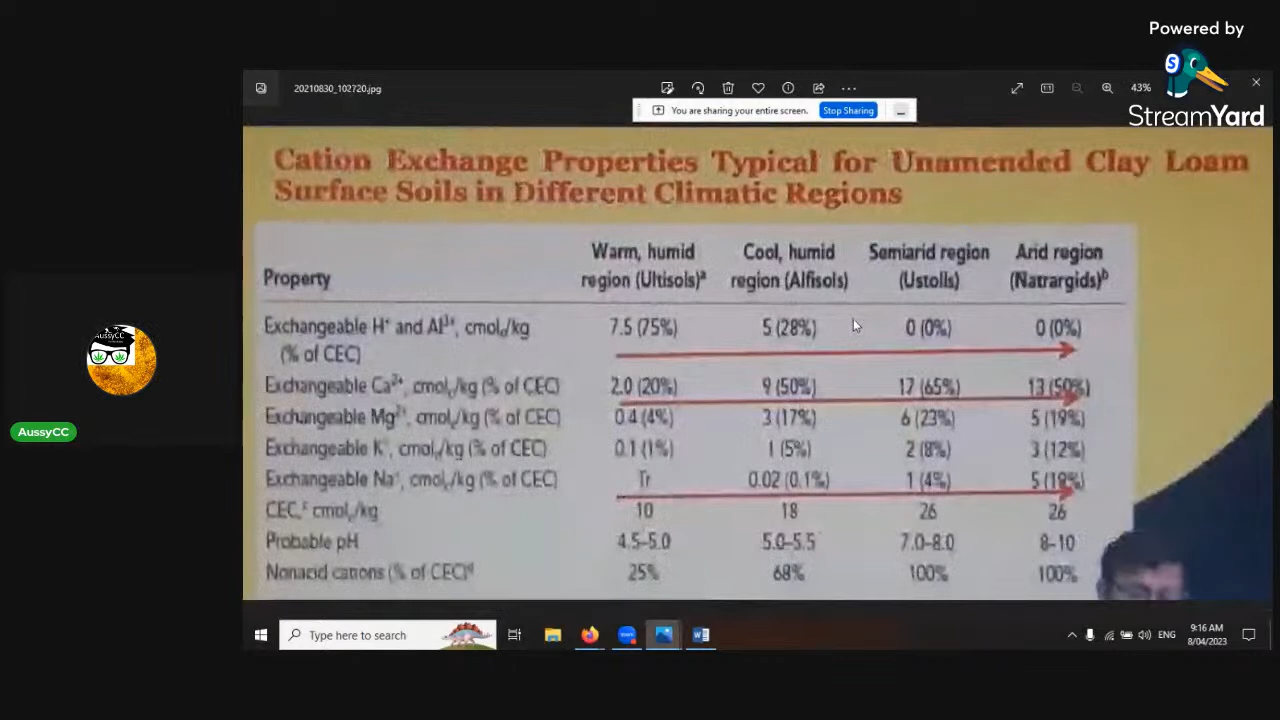 Powered by
StreamYard
20210830_102720.jpg
43%
You are sharing your entire screen.
Stop Sharing
Cation Exchange Properties Typical for Unamended Clay Loam
Surface Soils in Different Climatic Regions
Property Warm, humid region (Ultisols)ᵃ Cool, humid region (Alfisols) Semiarid region (Ustolls) Arid region (Natrargids)ᵇ
Exchangeable H⁺ and Al³⁺, cmolc/kg (% of CEC) 7.5 (75%) 5 (28%) 0 (0%) 0 (0%)
Exchangeable Ca²⁺, cmolc/kg (% of CEC) 2.0 (20%) 9 (50%) 17 (65%) 13 (50%)
Exchangeable Mg²⁺, cmolc/kg (% of CEC) 0.4 (4%) 3 (17%) 6 (23%) 5 (19%)
Exchangeable K⁺, cmolc/kg (% of CEC) 0.1 (1%) 1 (5%) 2 (8%) 3 (12%)
Exchangeable Na⁺, cmolc/kg (% of CEC) Tr 0.02 (0.1%) 1 (4%) 5 (19%)
CEC,ᶜ cmolc/kg 10 18 26 26
Probable pH 4.5–5.0 5.0–5.5 7.0–8.0 8–10
Nonacid cations (% of CEC)ᵈ 25% 68% 100% 100%
AussyCC
AussyCC
Type here to search
zoom
ENG
9:16 AM
8/04/2023